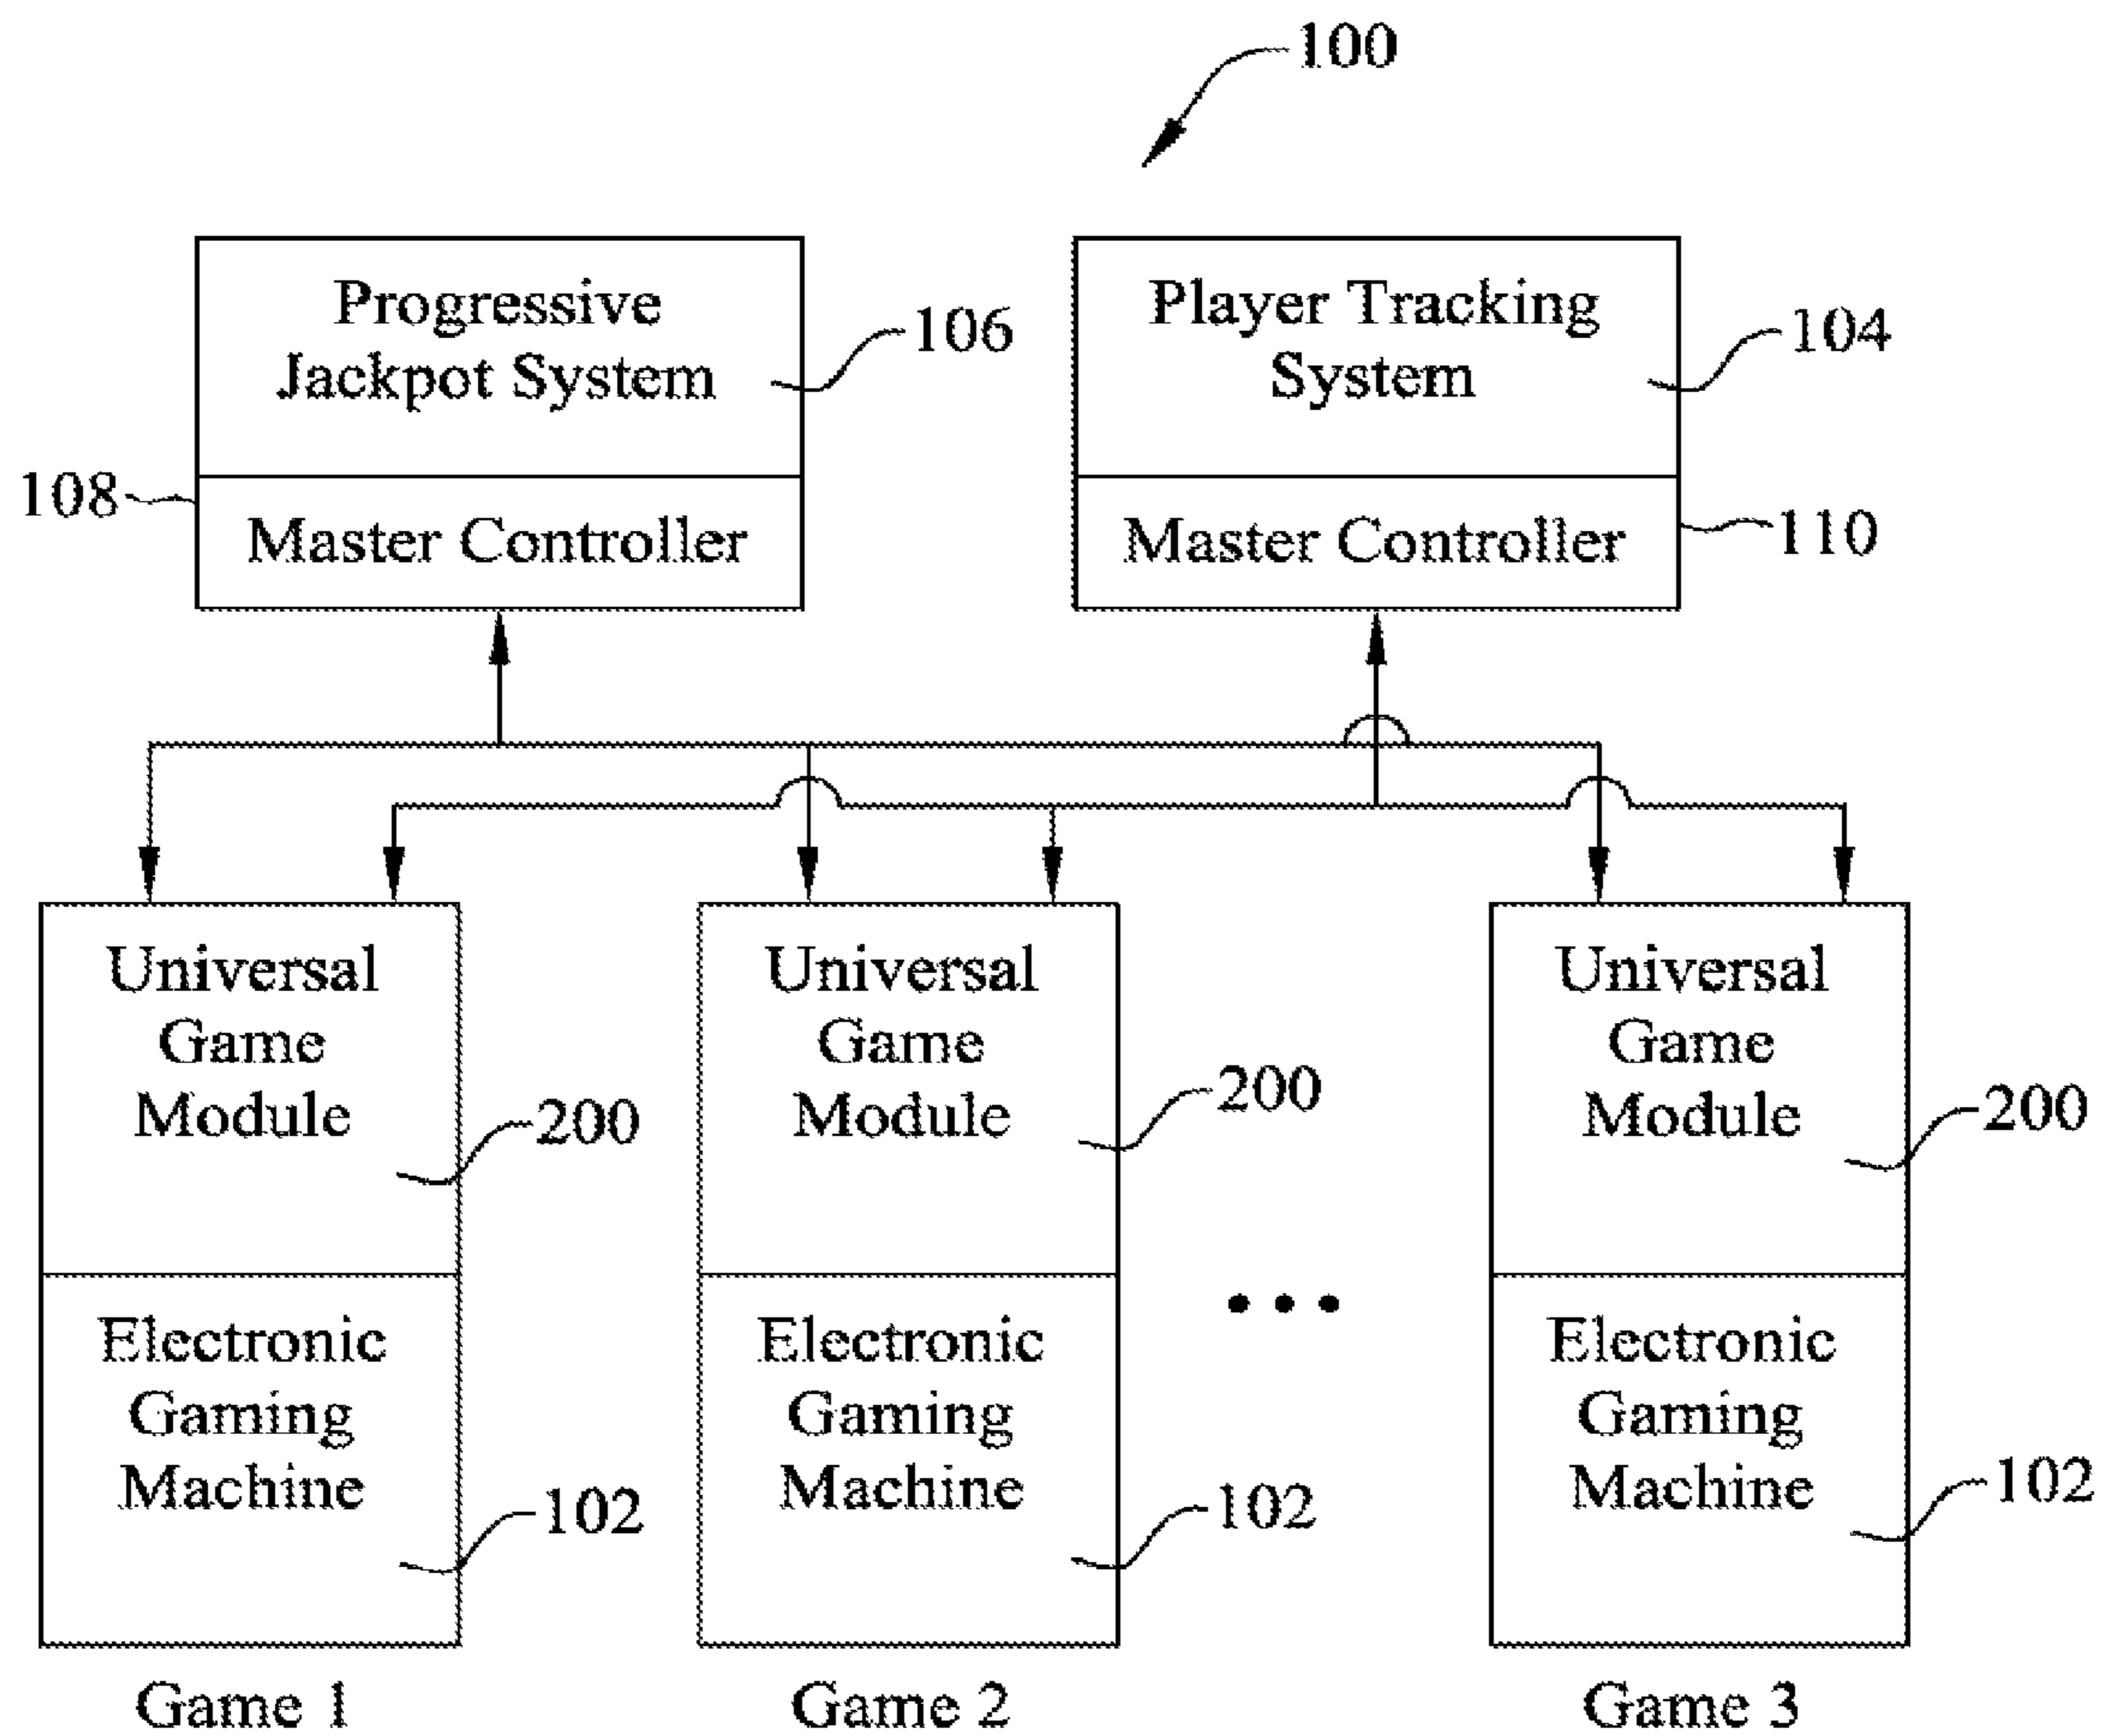 100
Progressive
Jackpot System
106
Player Tracking
System
104
108
Master Controller
Master Controller
110
Universal
Game
Module
200
Universal
Game
Module
200
Universal
Game
Module
200
Electronic
Gaming
Machine
102
Electronic
Gaming
Machine
102
• • •
Electronic
Gaming
Machine
102
Game 1
Game 2
Game 3